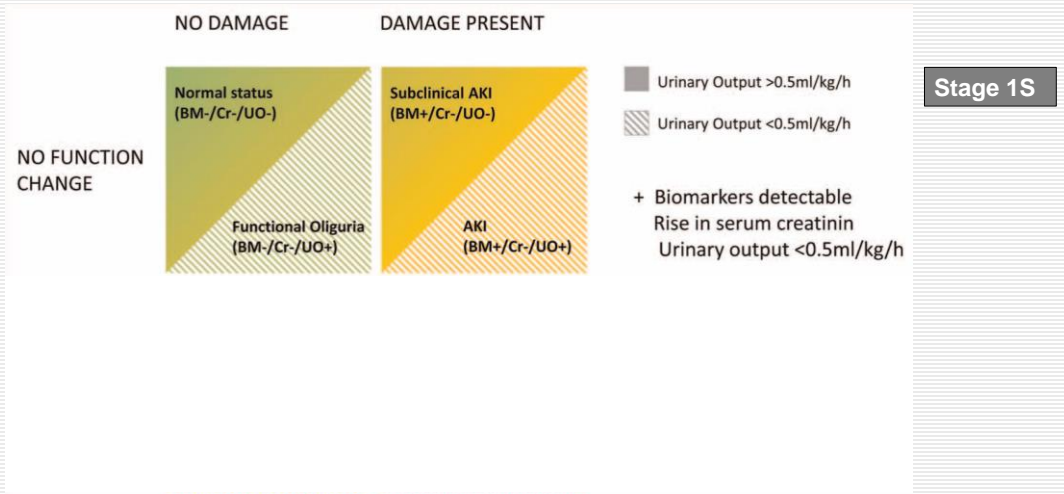 NO DAMAGE
DAMAGE PRESENT
Normal status
(BM-/Cr-/UO-)
Subclinical AKI
(BM+/Cr-/UO-)
Urinary Output >0.5ml/kg/h
Stage 1S
Urinary Output <0.5ml/kg/h
NO FUNCTION
CHANGE
+ Biomarkers detectable
Rise in serum creatinin
Urinary output <0.5ml/kg/h
Functional Oliguria
(BM-/Cr-/UO+)
AKI
(BM+/Cr-/UO+)